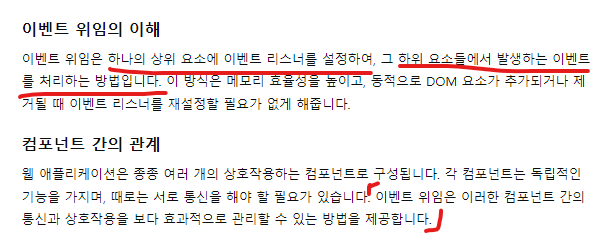 이벤트 위임의 이해
이벤트 위임은 하나의 상위 요소에 이벤트 리스너를 설정하여, 그 하위 요소들에서 발생하는 이벤트
를 처리하는 방법입니다. 이 방식은 메모리 효율성을 높이고, 동적으로 DOM 요소가 추가되거나 제
거될 때 이벤트 리스너를 재설정할 필요가 없게 해줍니다.
컴포넌트 간의 관계
웹 애플리케이션은 종종 여러 개의 상호작용하는 컴포넌트로 구성됩니다. 각 컴포넌트는 독립적인
기능을 가지며, 때로는 서로 통신을 해야 할 필요가 있습니다. 이벤트 위임은 이러한 컴포넌트 간의
통신과 상호작용을 보다 효과적으로 관리할 수 있는 방법을 제공합니다.